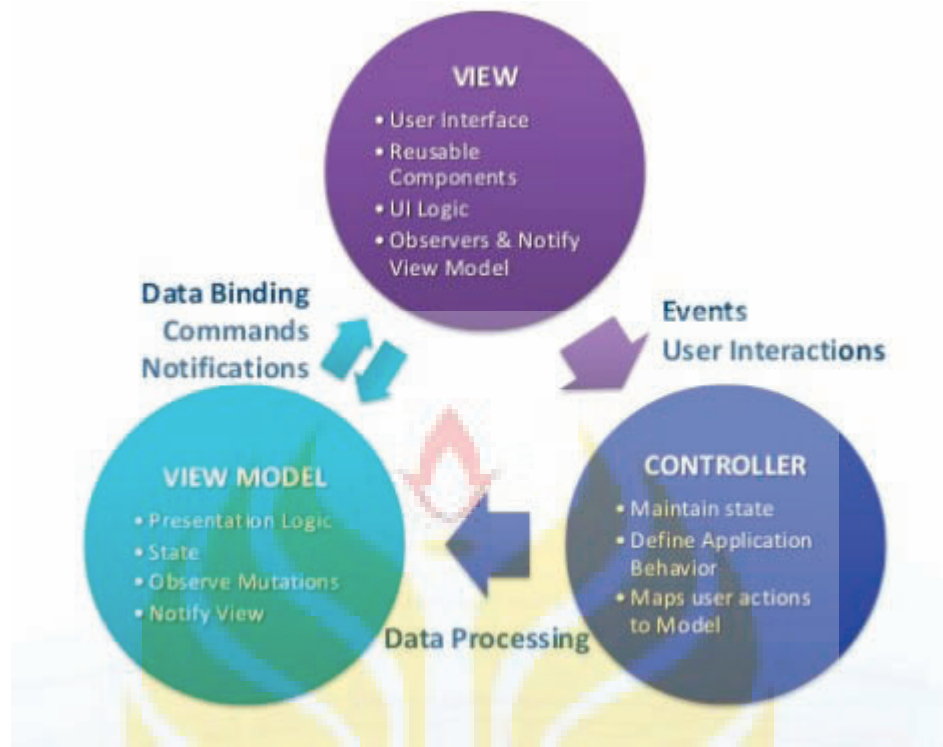 VIEW
• User Interface
• Reusable
Components
• UI Logic
• Observers & Notify
View Model
Data Binding
Commands
Notifications
Events
User Interactions
VIEW MODEL
• Presentation Logic
• State
• Observe Mutations
• Notify View
CONTROLLER
• Maintain state
• Define Application
Behavior
• Maps user actions
to Model
Data Processing